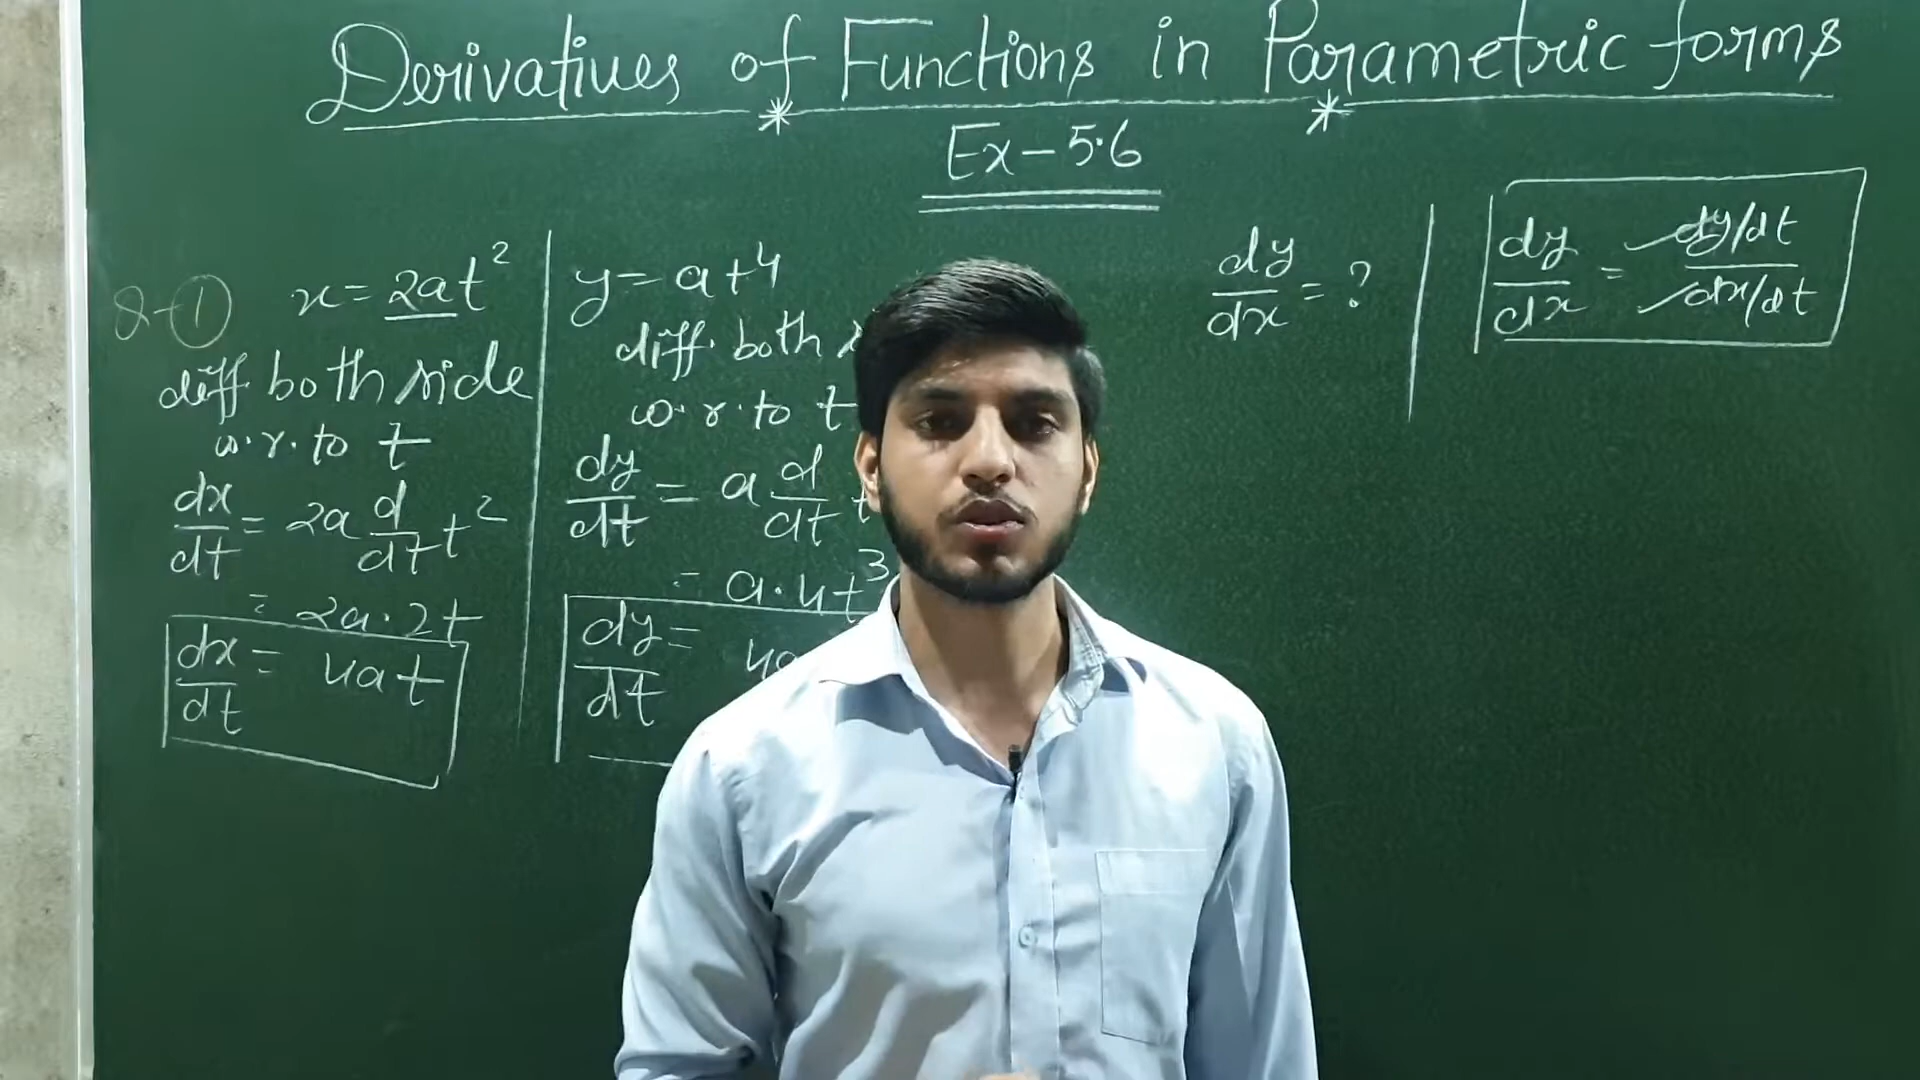 Derivatives of Functions in Parametric forms
Ex-5.6
Q-① x = 2at²
diff both side
w.r.to t
dx/dt = 2a d/dt t²
= 2a.2t
dx/dt = 4at
y = at⁴
diff. both
w.r.to t
dy/dt = a d/dt
= a.4t³
dy/dt =
dy/dx = ?
dy/dx = dy/dt / dx/dt